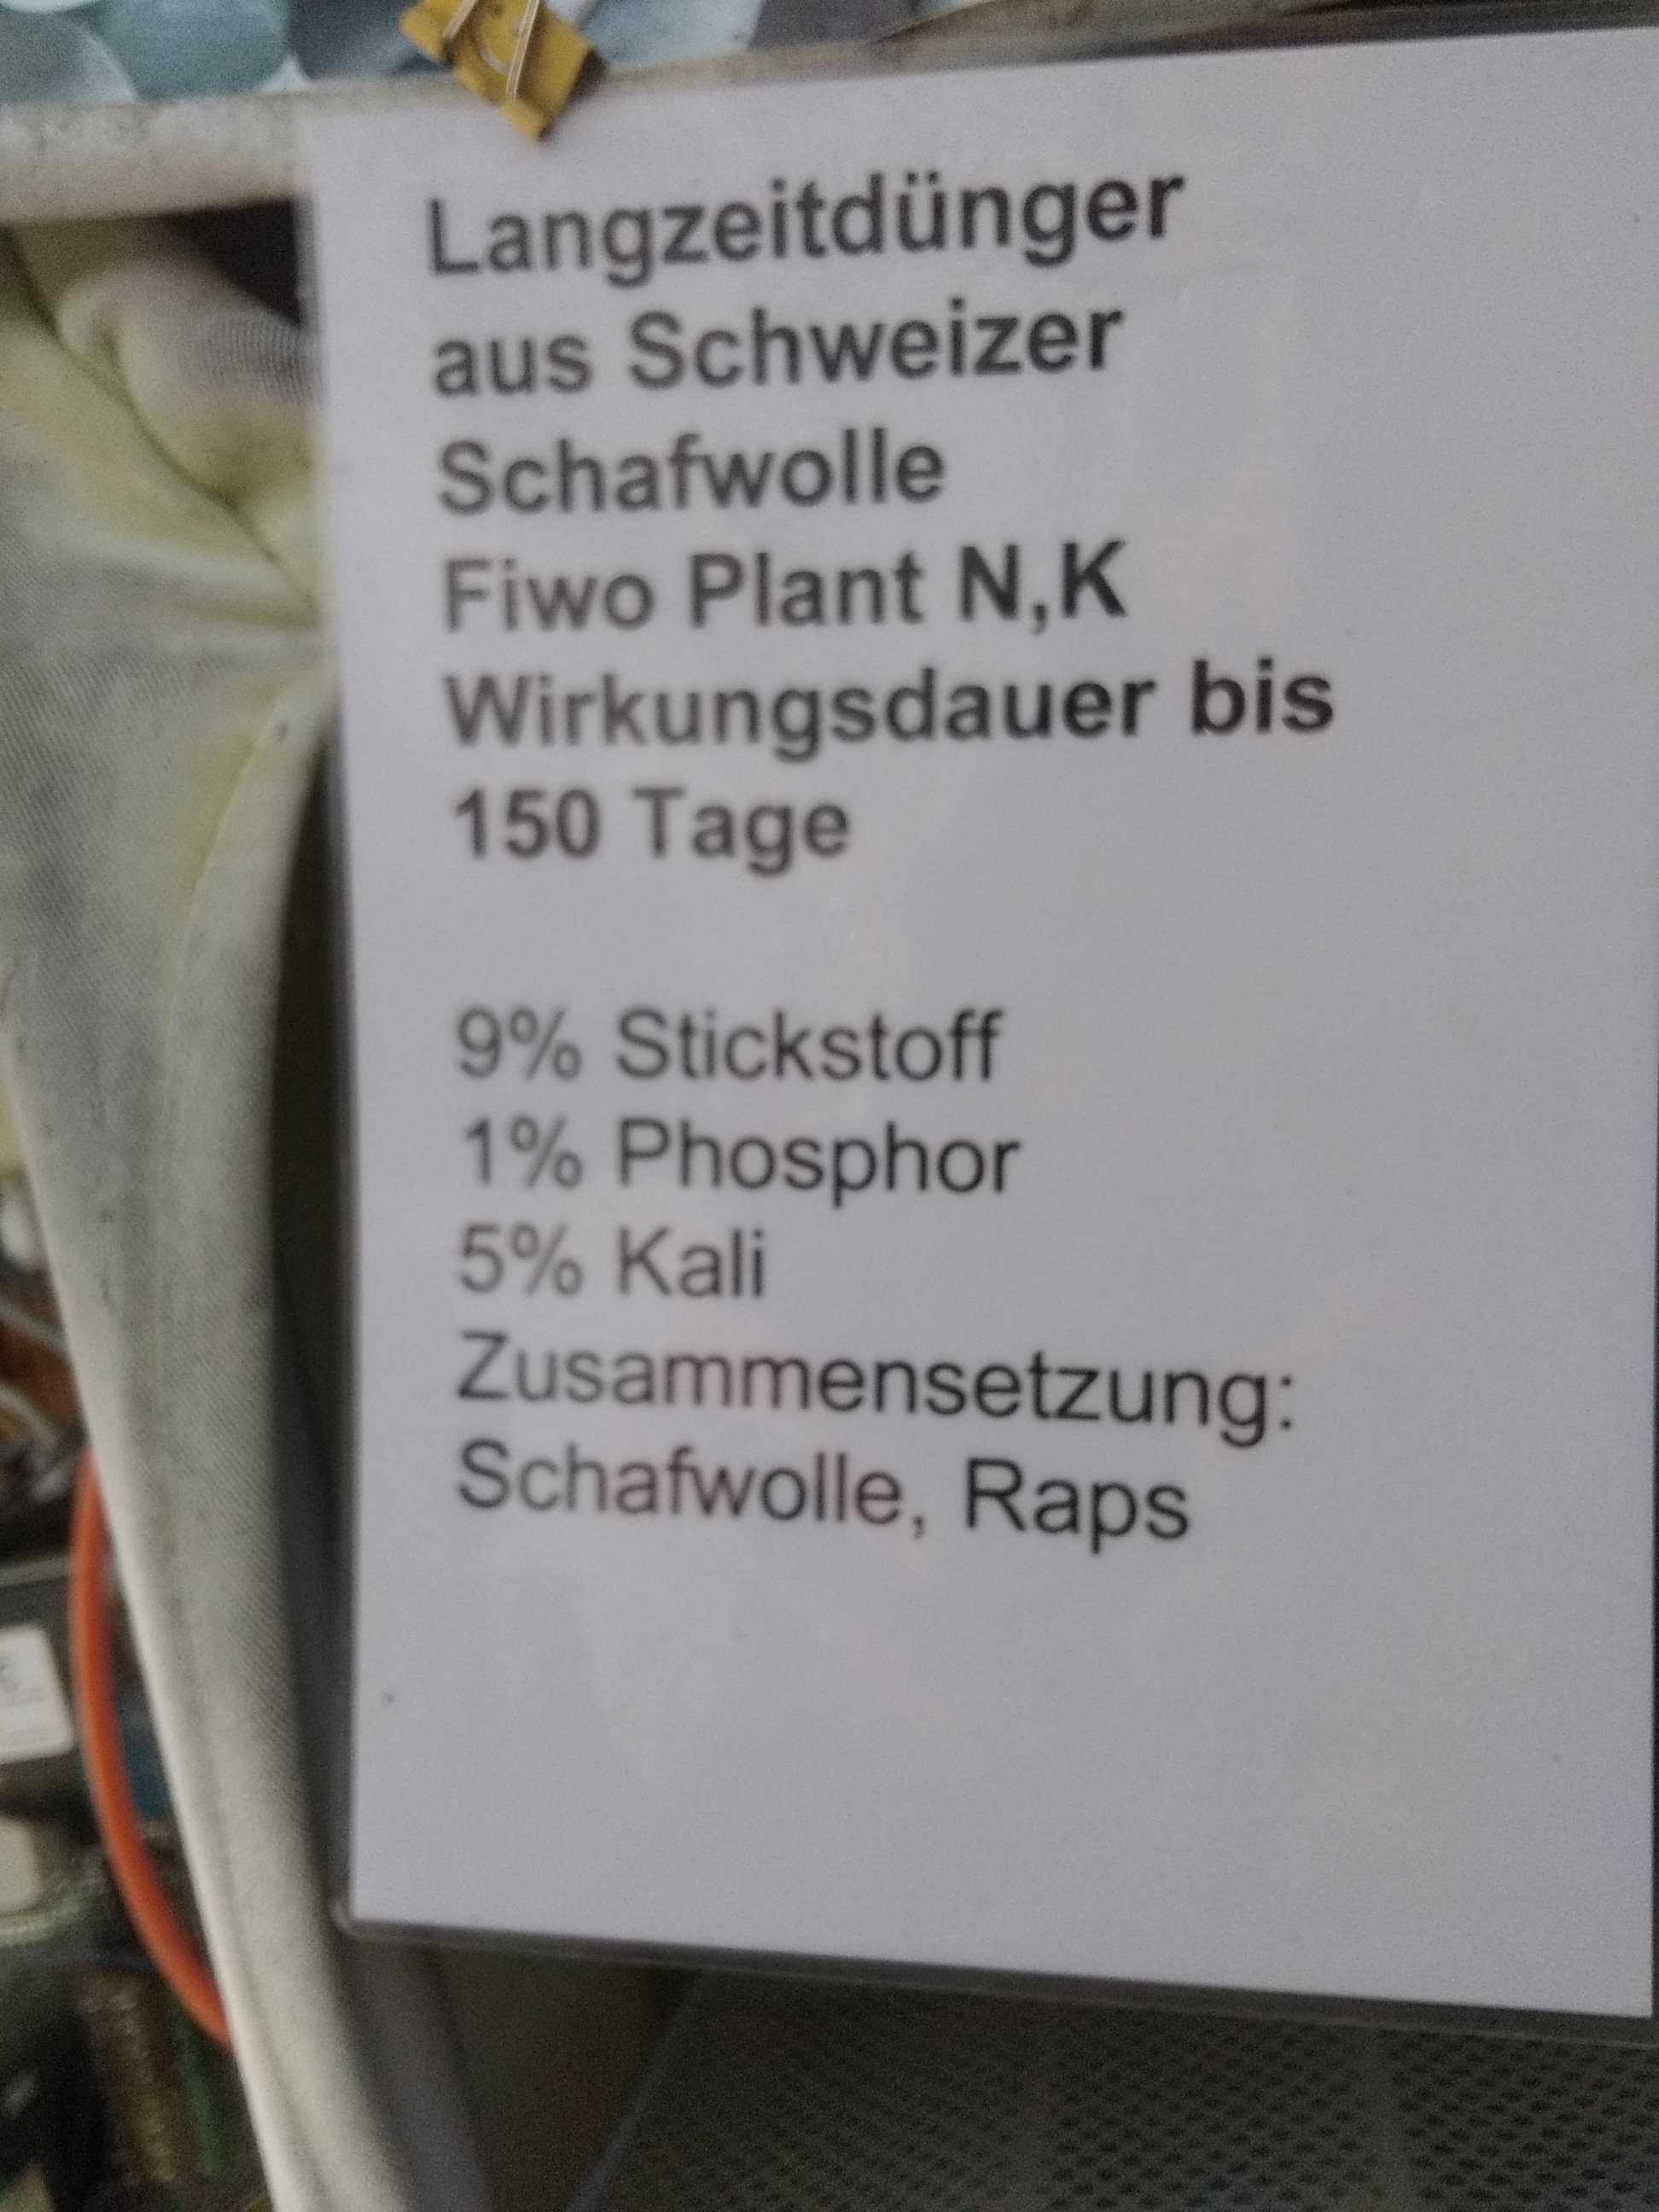 Langzeitdünger
aus Schweizer
Schafwolle
Fiwo Plant N,K
Wirkungsdauer bis
150 Tage
9% Stickstoff
1% Phosphor
5% Kali
Zusammensetzung:
Schafwolle, Raps